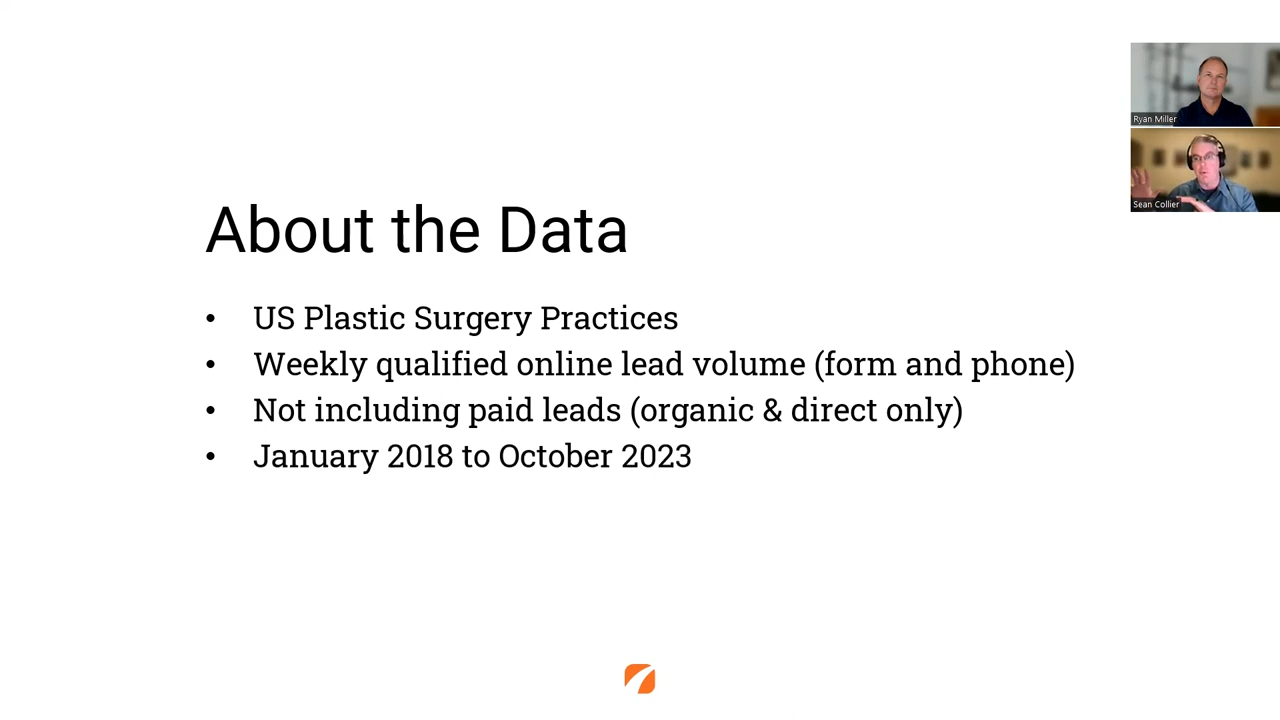 Ryan Miller
Sean Collier
About the Data
• US Plastic Surgery Practices
• Weekly qualified online lead volume (form and phone)
• Not including paid leads (organic & direct only)
• January 2018 to October 2023